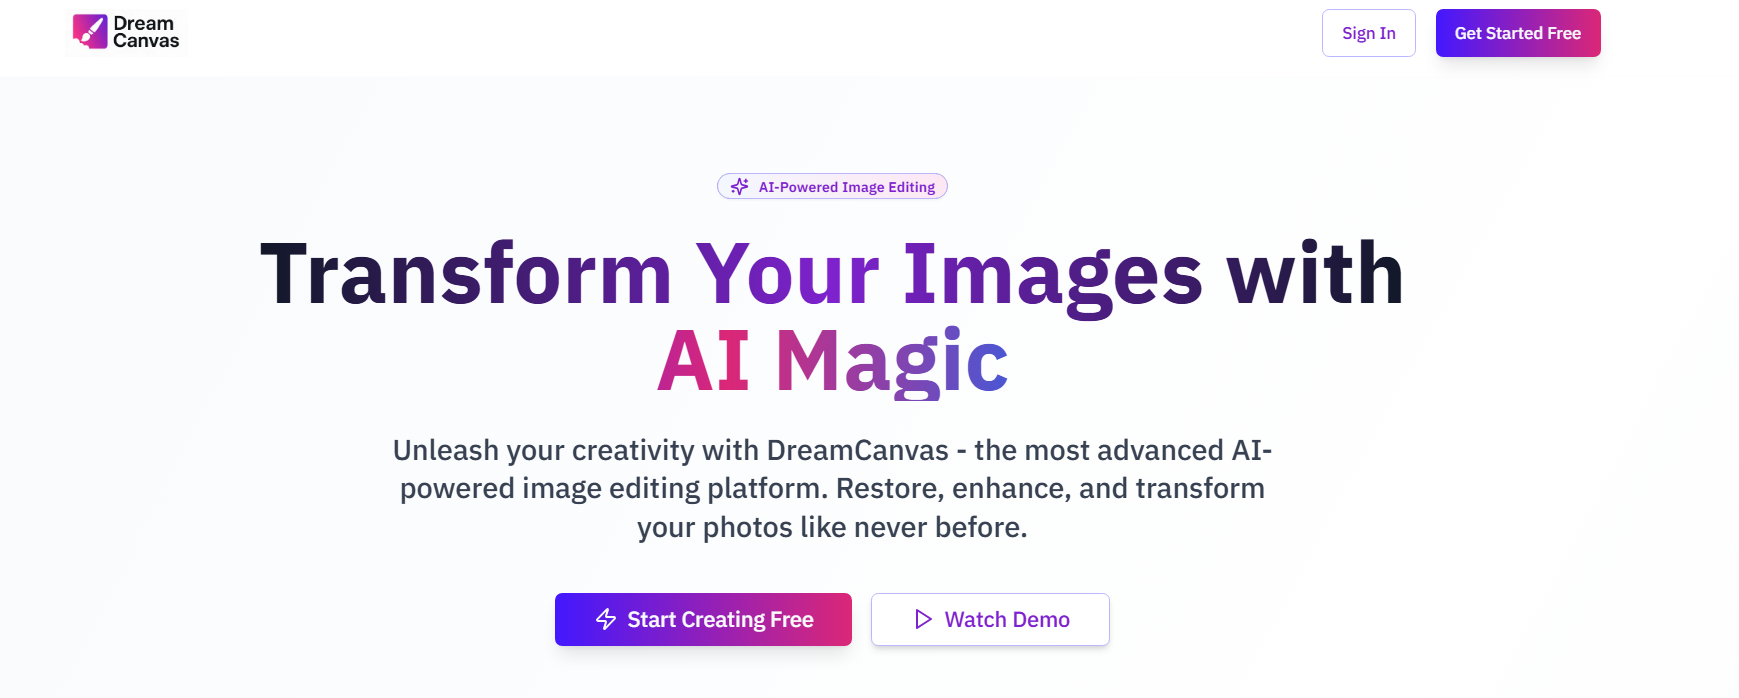 Dream
Canvas
Sign In
Get Started Free
AI-Powered Image Editing
Transform Your Images with
AI Magic
Unleash your creativity with DreamCanvas - the most advanced AI-
powered image editing platform. Restore, enhance, and transform
your photos like never before.
Start Creating Free
Watch Demo